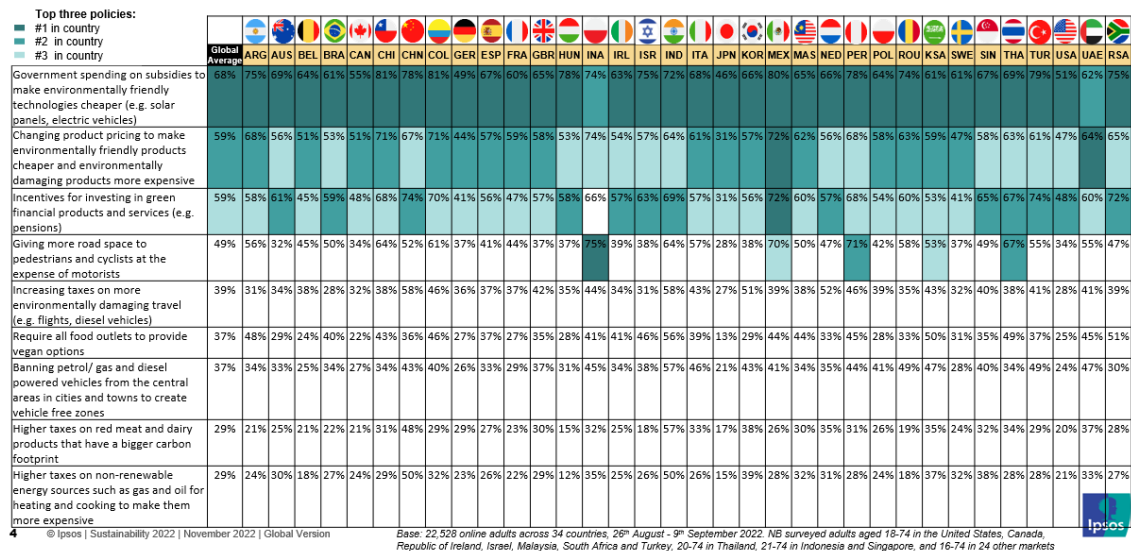 Top three policies:
#1 in country
#2 in country
#3 in country
Global
Average ARG AUS BEL BRA CAN CHI CHN COL GER ESP FRA GBR HUN INA IRL ISR IND ITA JPN KOR MEX MAS NED PER POL ROU KSA SWE SIN THA TUR USA UAE RSA
Government spending on subsidies to 68% 75% 69% 64% 61% 55% 81% 78% 81% 49% 67% 60% 65% 78% 74% 63% 75% 72% 68% 46% 66% 80% 65% 66% 78% 64% 74% 61% 61% 67% 69% 79% 51% 62% 75%
make environmentally friendly
technologies cheaper (e.g. solar
panels, electric vehicles)
Changing product pricing to make 59% 68% 56% 51% 53% 51% 71% 67% 71% 44% 57% 59% 58% 53% 74% 54% 57% 64% 61% 31% 57% 72% 62% 56% 68% 58% 63% 59% 47% 58% 63% 61% 47% 64% 65%
environmentally friendly products
cheaper and environmentally
damaging products more expensive
Incentives for investing in green 59% 58% 61% 45% 59% 48% 68% 74% 70% 41% 56% 47% 57% 58% 66% 57% 63% 69% 57% 31% 56% 72% 60% 57% 68% 54% 60% 53% 41% 65% 67% 74% 48% 60% 72%
financial products and services (e.g.
pensions)
Giving more road space to 49% 56% 32% 45% 50% 34% 64% 52% 61% 37% 41% 44% 37% 37% 75% 39% 38% 64% 57% 28% 38% 70% 50% 47% 71% 42% 58% 53% 37% 49% 67% 55% 34% 55% 47%
pedestrians and cyclists at the
expense of motorists
Increasing taxes on more 39% 31% 34% 38% 28% 32% 38% 58% 46% 36% 37% 37% 42% 35% 44% 34% 31% 58% 43% 27% 51% 39% 38% 52% 46% 39% 35% 43% 32% 40% 38% 41% 28% 41% 39%
environmentally damaging travel
(e.g. flights, diesel vehicles)
Require all food outlets to provide 37% 48% 29% 24% 40% 22% 43% 36% 46% 27% 37% 27% 35% 28% 41% 41% 46% 56% 39% 13% 29% 44% 44% 33% 45% 28% 33% 50% 31% 35% 49% 37% 25% 45% 51%
vegan options
Banning petrol/ gas and diesel 37% 34% 33% 25% 34% 27% 34% 43% 40% 26% 33% 29% 37% 31% 45% 34% 38% 57% 46% 21% 43% 41% 34% 35% 44% 41% 49% 47% 28% 40% 34% 49% 24% 47% 30%
powered vehicles from the central
areas in cities and towns to create
vehicle free zones
Higher taxes on red meat and dairy 29% 21% 25% 21% 22% 21% 31% 48% 29% 29% 27% 23% 30% 15% 32% 25% 18% 57% 33% 17% 38% 26% 30% 35% 31% 26% 19% 35% 24% 32% 34% 29% 20% 37% 28%
products that have a bigger carbon
footprint
Higher taxes on non-renewable 29% 24% 30% 18% 27% 24% 29% 50% 32% 23% 26% 22% 29% 12% 35% 25% 26% 50% 26% 15% 39% 28% 32% 31% 28% 24% 18% 37% 32% 38% 28% 28% 21% 33% 27%
energy sources such as gas and oil for
heating and cooking to make them
more expensive
Ipsos
4 © Ipsos | Sustainability 2022 | November 2022 | Global Version
Base: 22,528 online adults across 34 countries, 26th August - 9th September 2022. NB surveyed adults aged 18-74 in the United States, Canada,
Republic of Ireland, Israel, Malaysia, South Africa and Turkey, 20-74 in Thailand, 21-74 in Indonesia and Singapore, and 16-74 in 24 other markets